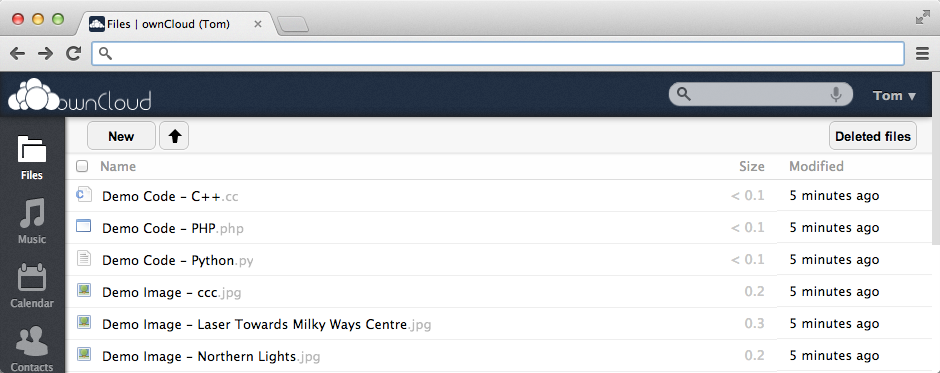 Files | ownCloud (Tom)
ownCloud
Tom ▾
New
Deleted files
Name Size Modified
Demo Code – C++.cc < 0.1 5 minutes ago
Demo Code – PHP.php < 0.1 5 minutes ago
Demo Code – Python.py < 0.1 5 minutes ago
Demo Image – ccc.jpg 0.2 5 minutes ago
Demo Image – Laser Towards Milky Ways Centre.jpg 0.3 5 minutes ago
Demo Image – Northern Lights.jpg 0.2 5 minutes ago
Files
Music
Calendar
Contacts